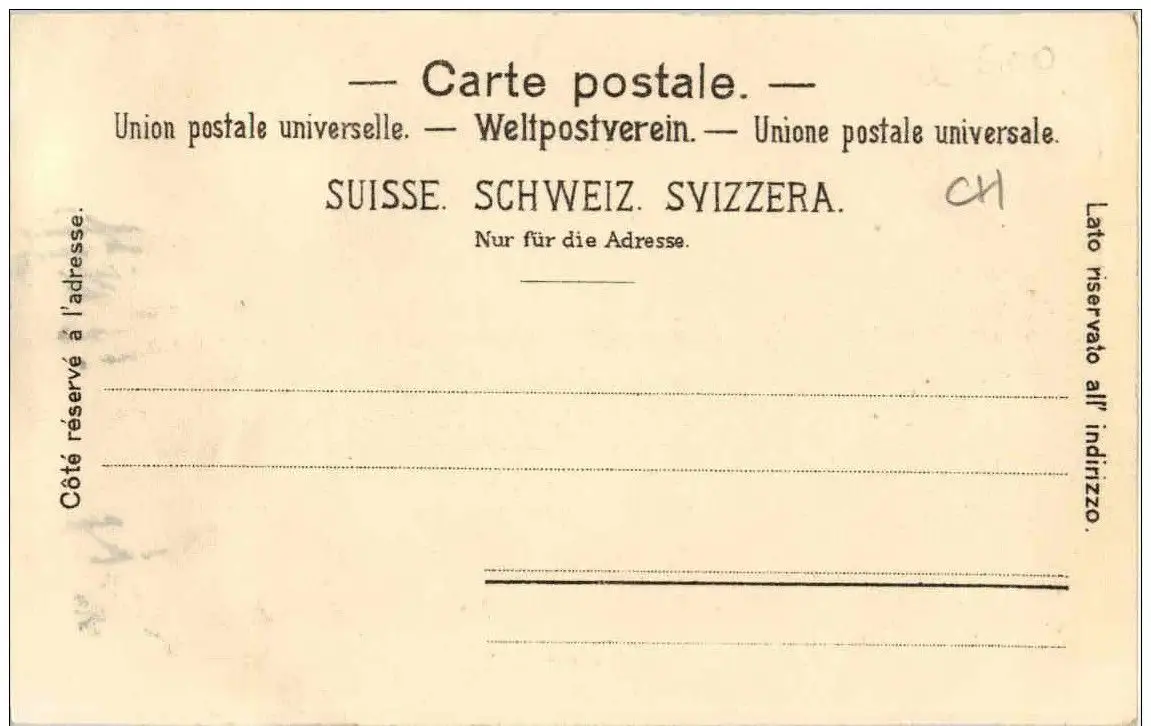 — Carte postale. —
Union postale universelle. — Weltpostverein. — Unione postale universale.
SUISSE. SCHWEIZ. SVIZZERA.
CH
Nur für die Adresse.
Côté réservé à l'adresse.
Lato riservato all' indirizzo.